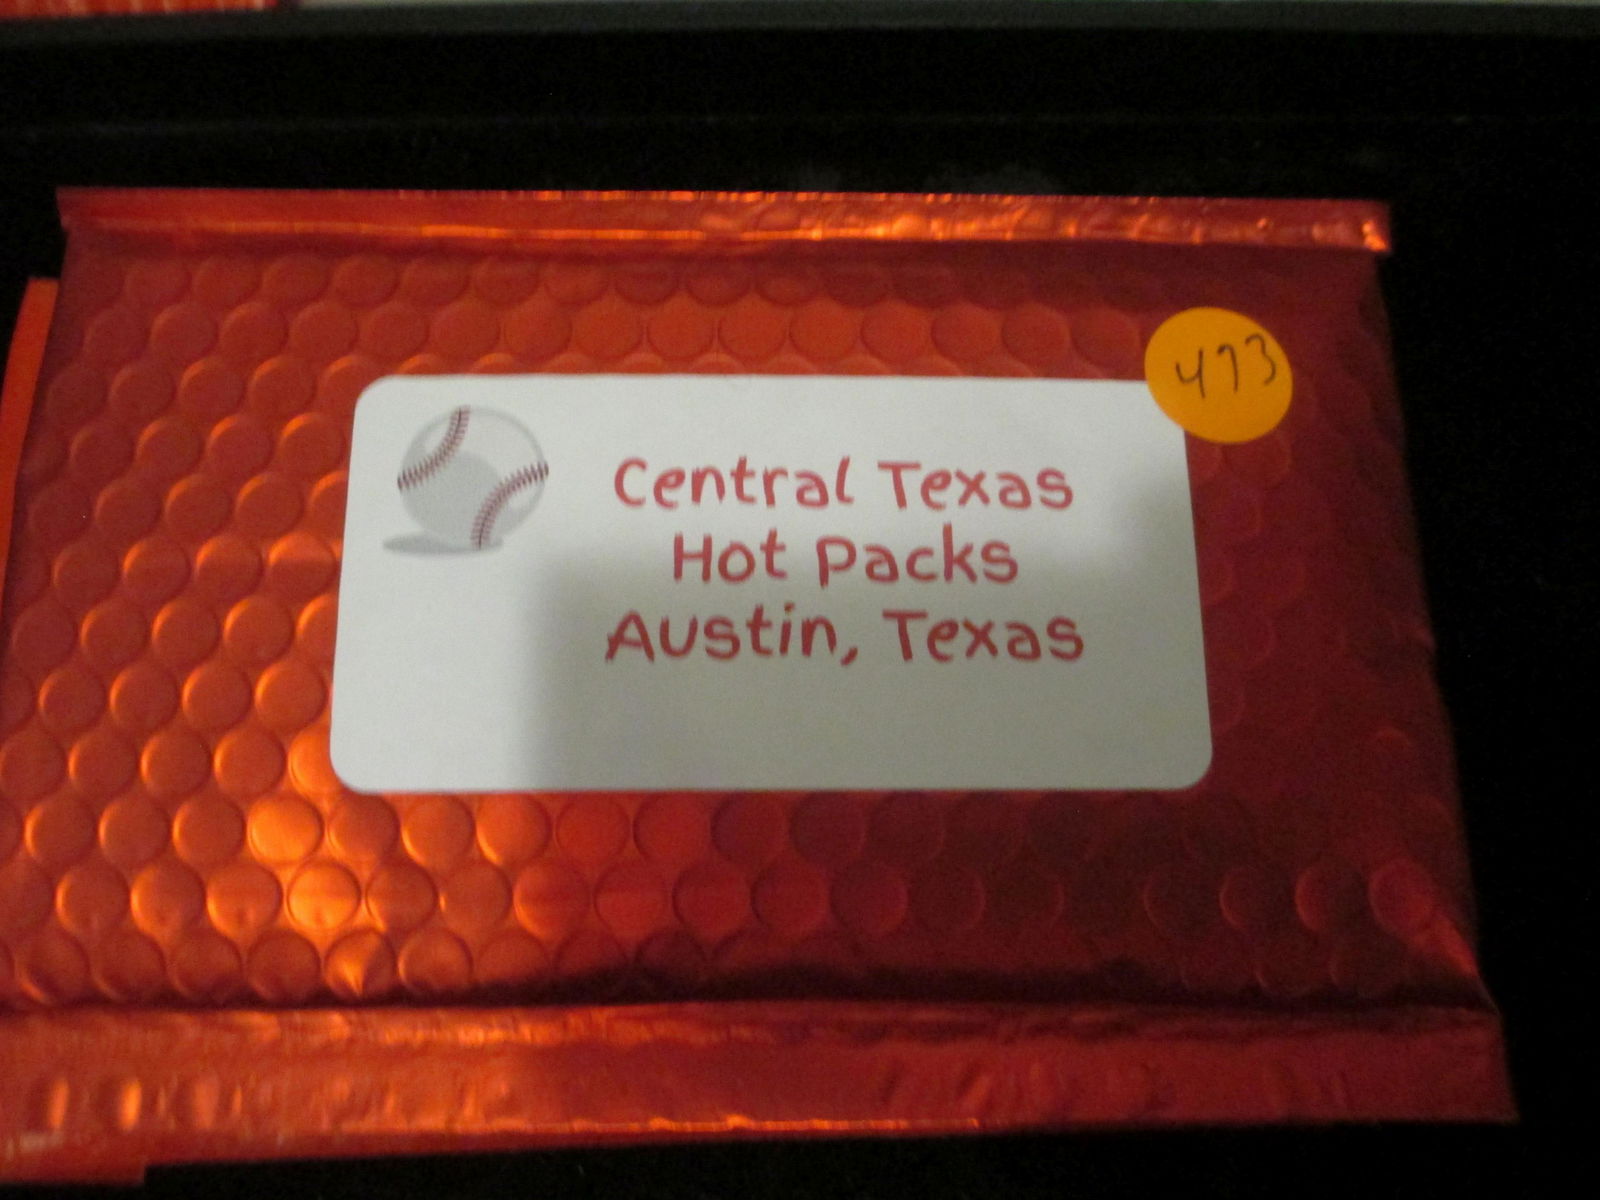 473
Central Texas
Hot Packs
Austin, Texas